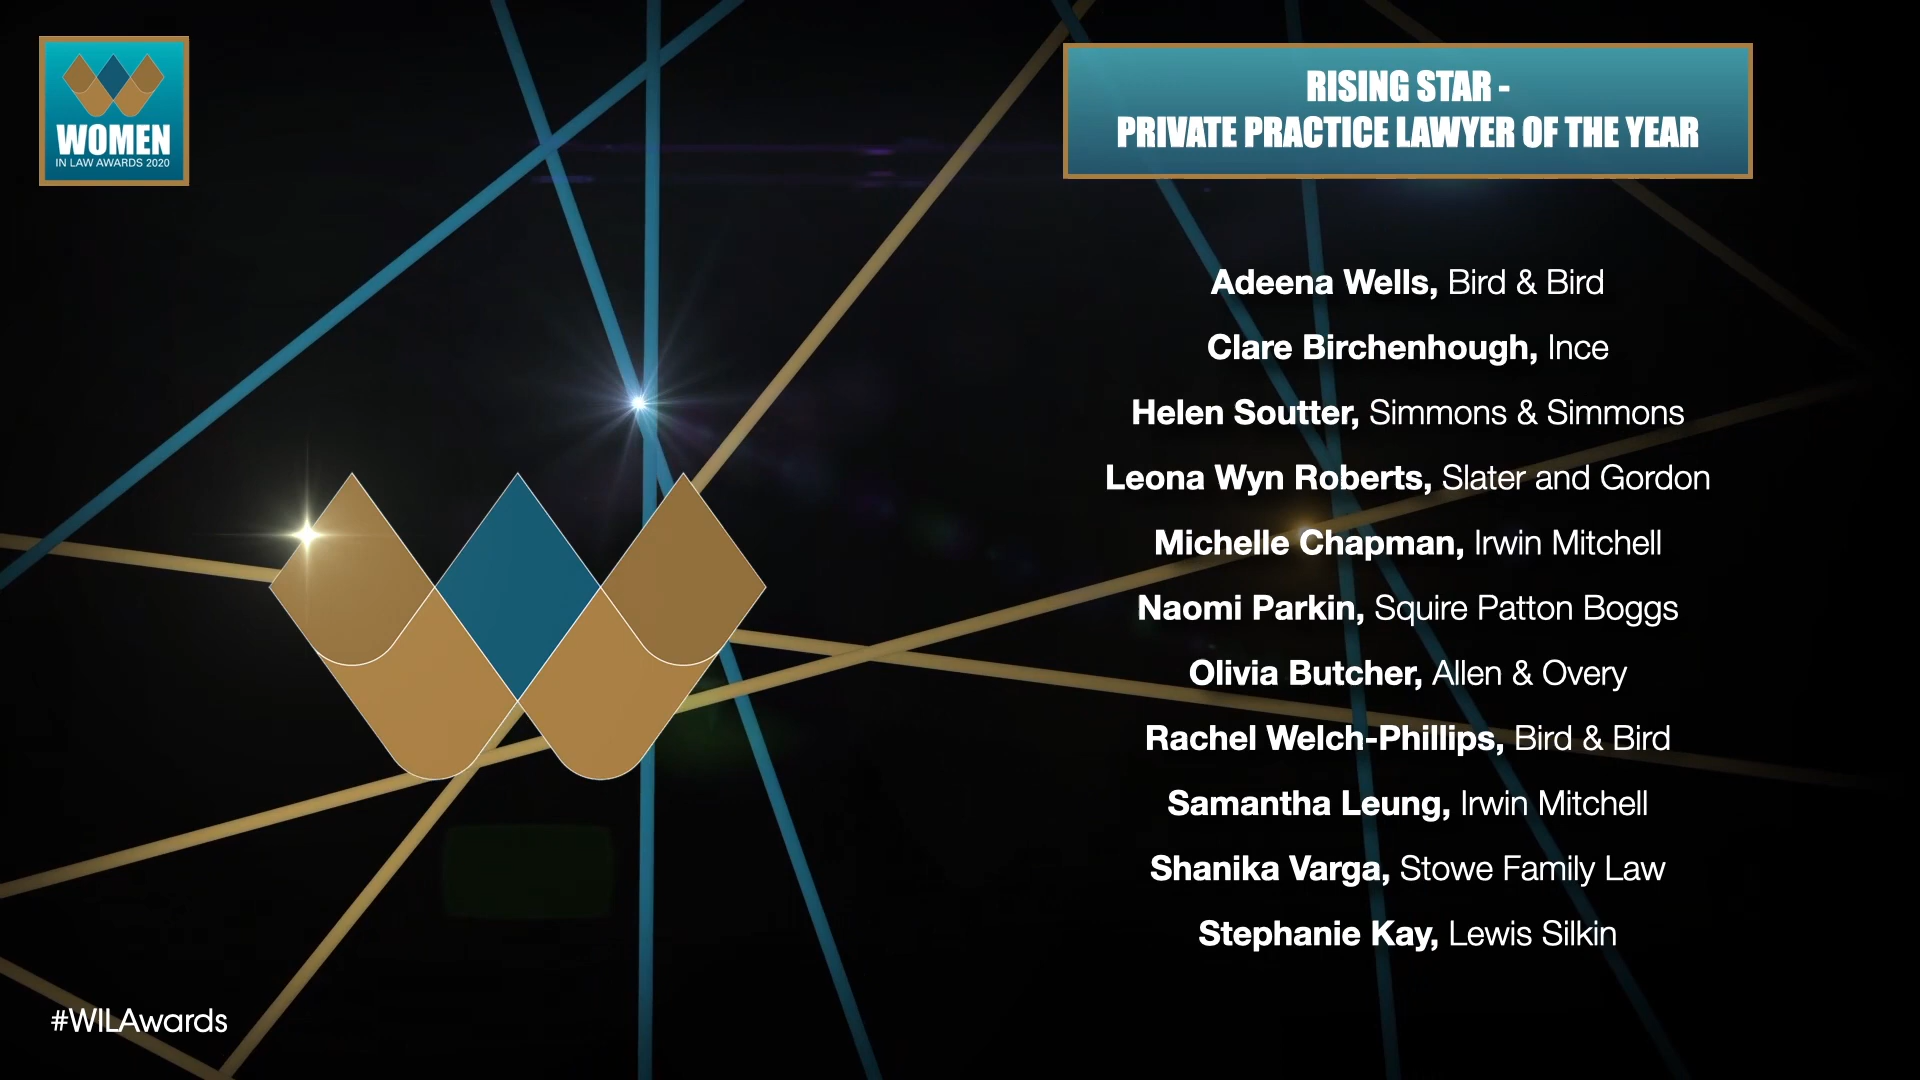 WOMEN
IN LAW AWARDS 2020
RISING STAR -
PRIVATE PRACTICE LAWYER OF THE YEAR
Adeena Wells, Bird & Bird
Clare Birchenhough, Ince
Helen Soutter, Simmons & Simmons
Leona Wyn Roberts, Slater and Gordon
Michelle Chapman, Irwin Mitchell
Naomi Parkin, Squire Patton Boggs
Olivia Butcher, Allen & Overy
Rachel Welch-Phillips, Bird & Bird
Samantha Leung, Irwin Mitchell
Shanika Varga, Stowe Family Law
Stephanie Kay, Lewis Silkin
#WILAwards